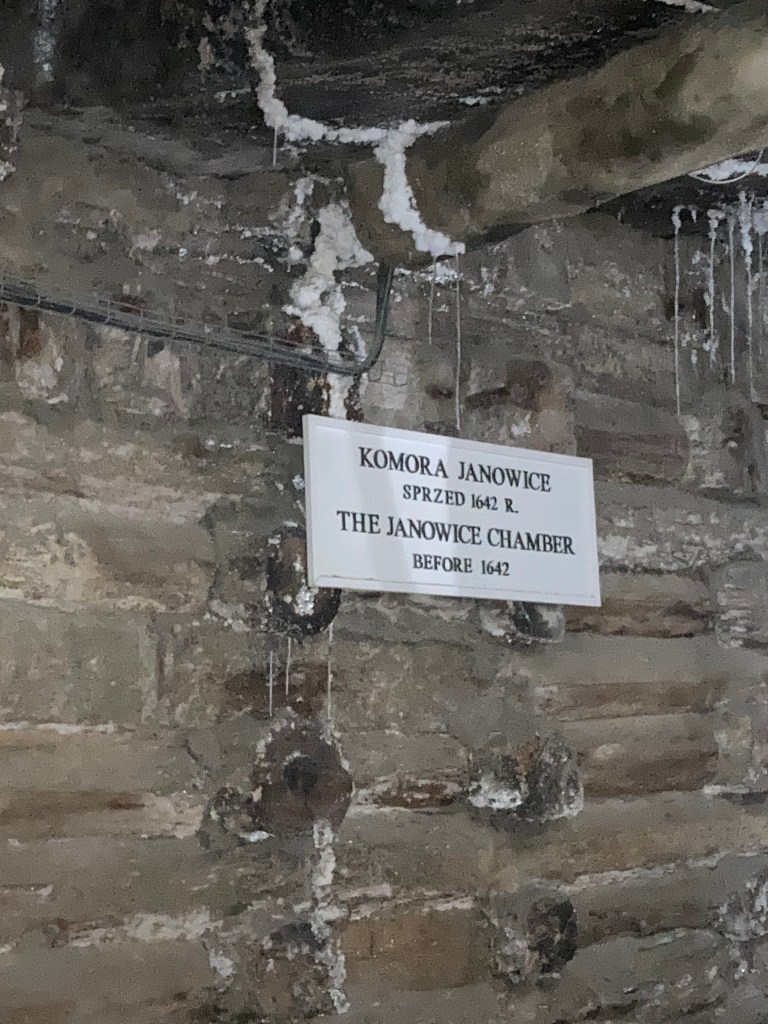 KOMORA JANOWICE
SPRZED 1642 R.
THE JANOWICE CHAMBER
BEFORE 1642